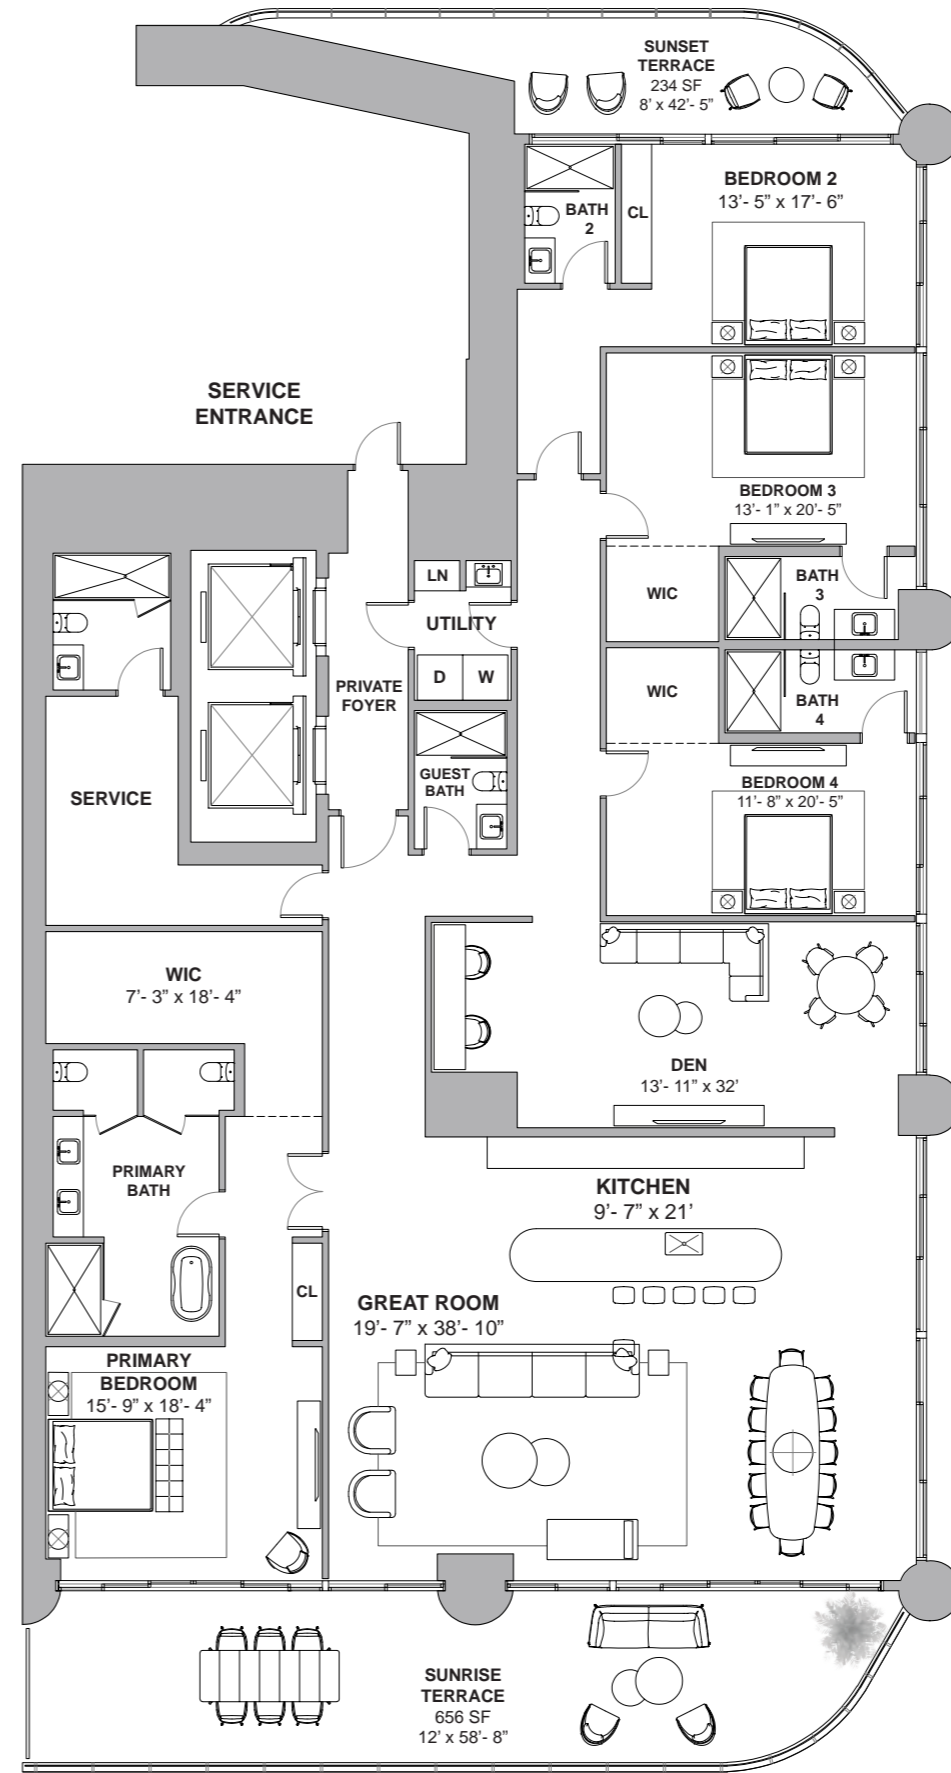 SUNSET
TERRACE
234 SF
8’ x 42’- 5”
BEDROOM 2
13’- 5” x 17’- 6”
BATH
2
CL
SERVICE
ENTRANCE
BEDROOM 3
13’- 1” x 20’- 5”
LN
WIC
BATH
3
UTILITY
D
W
PRIVATE
FOYER
WIC
BATH
4
GUEST
BATH
BEDROOM 4
11’- 8” x 20’- 5”
SERVICE
WIC
7’- 3” x 18’- 4”
DEN
13’- 11” x 32’
PRIMARY
BATH
KITCHEN
9’- 7” x 21’
CL
GREAT ROOM
19’- 7” x 38’- 10”
PRIMARY
BEDROOM
15’- 9” x 18’- 4”
SUNRISE
TERRACE
656 SF
12’ x 58’- 8”